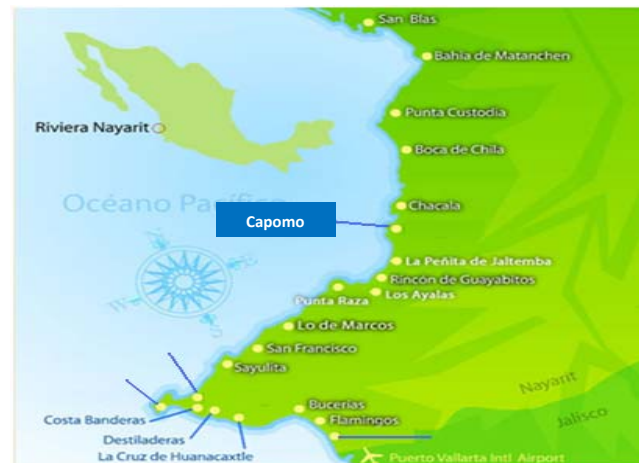 San Blas
Bahía de Matanchen
Punta Custodia
Riviera Nayarit
Boca de Chila
Océano Pacífico
Chacala
Capomo
La Peñita de Jaltemba
Rincón de Guayabitos
Punta Raza
Los Ayalas
Lo de Marcos
San Francisco
Sayulita
Nayarit
Jalisco
Costa Banderas
Bucerías
Flamingos
Destiladeras
La Cruz de Huanacaxtle
Puerto Vallarta Intl Airport